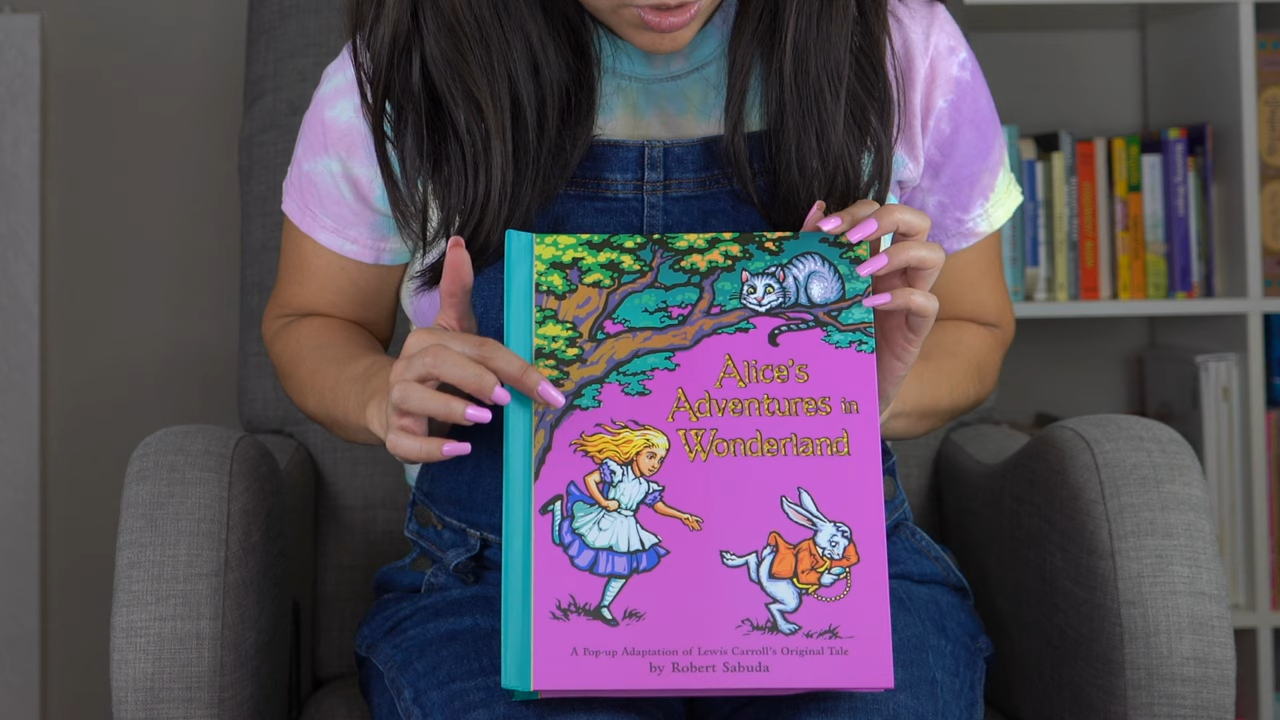 Alice's
Adventures in
Wonderland
A Pop-up Adaptation of Lewis Carroll's Original Tale
by Robert Sabuda